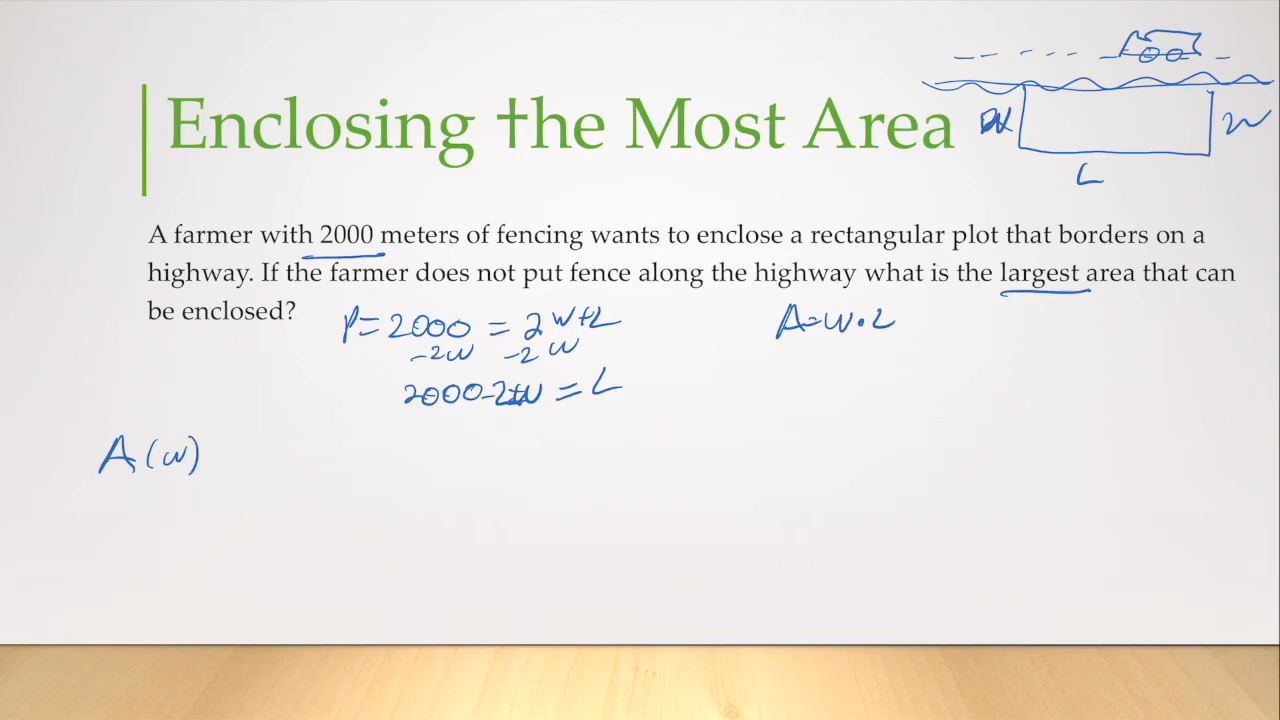 Enclosing the Most Area
A farmer with 2000 meters of fencing wants to enclose a rectangular plot that borders on a
highway. If the farmer does not put fence along the highway what is the largest area that can
be enclosed?
W
L
P=2000 = 2W+L
-2W -2W
2000-2W = L
A=W·L
A(w)